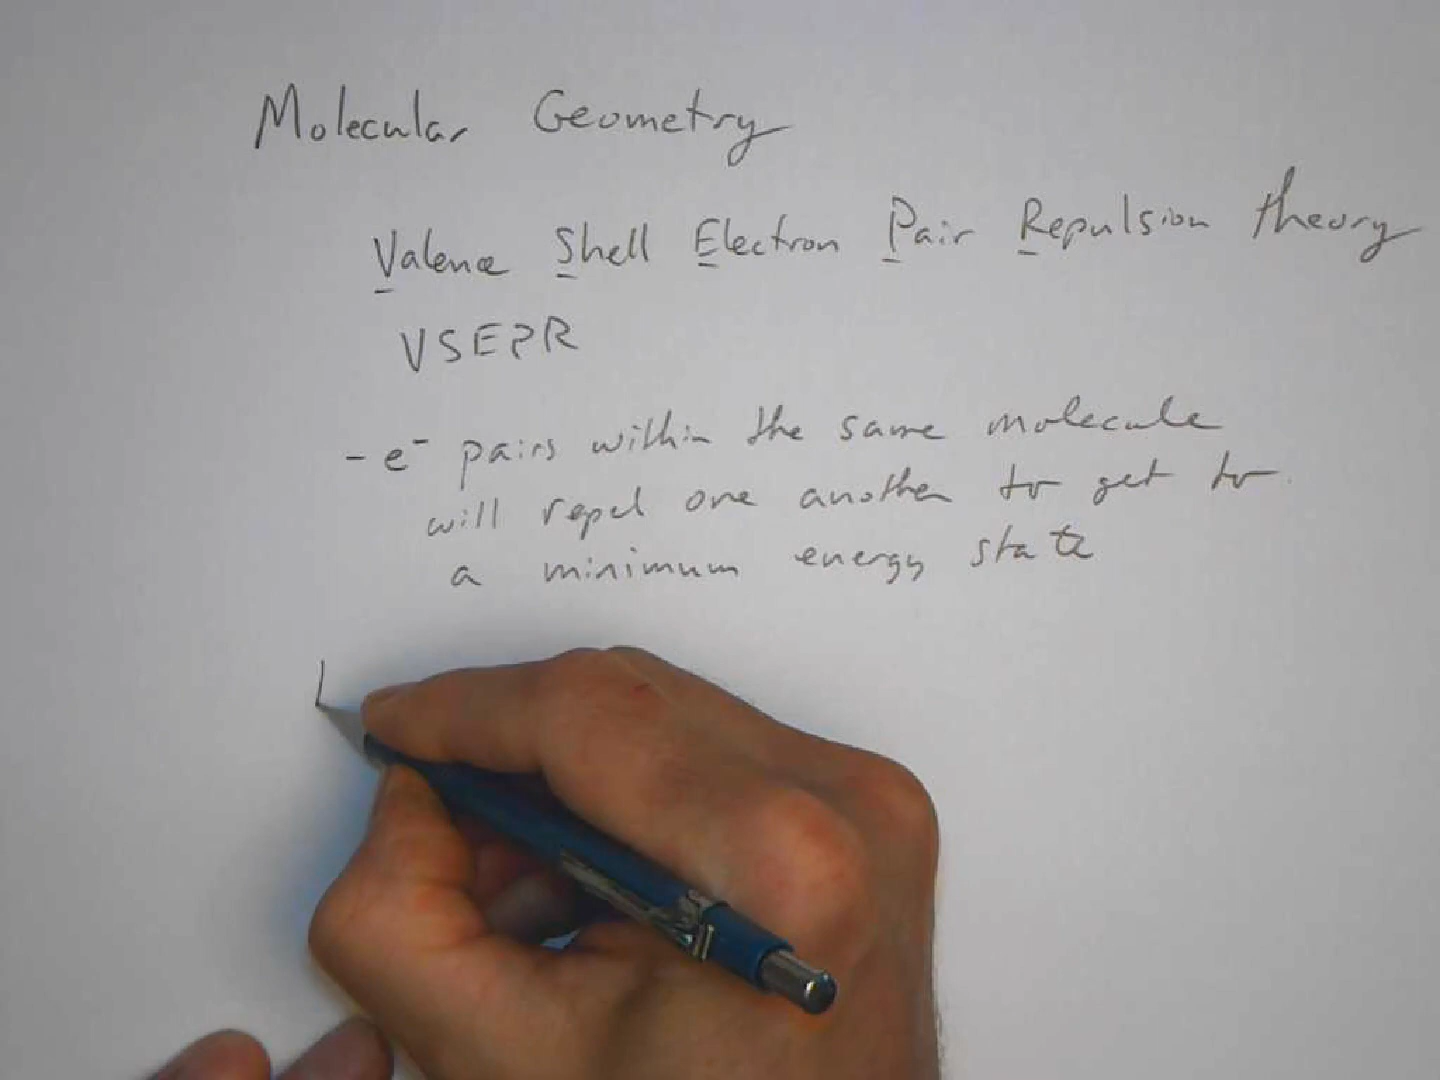 Molecular Geometry
Valence Shell Electron Pair Repulsion theory
VSEPR
- e⁻ pairs within the same molecule
will repel one another to get to
a minimum energy state